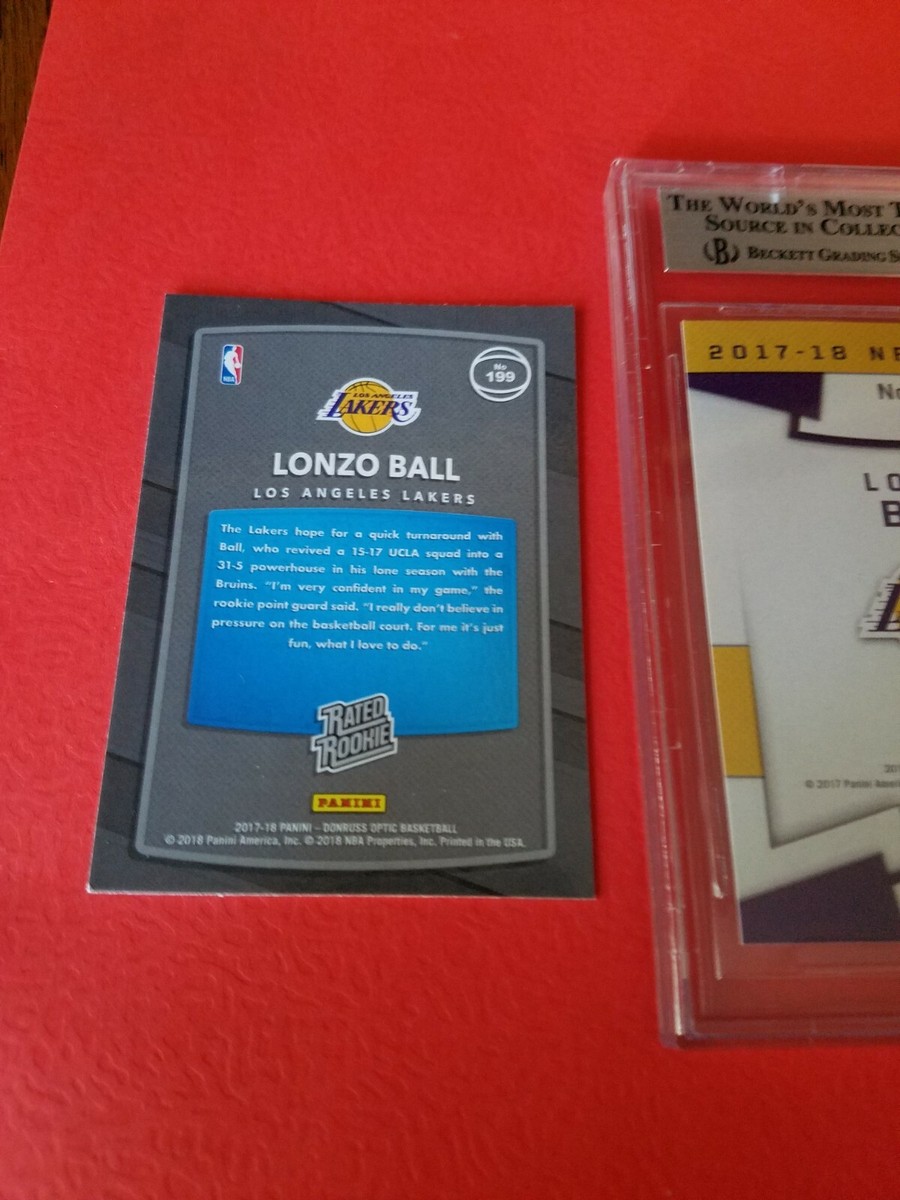 NBA
No
199
LOS ANGELES
LAKERS
LONZO BALL
LOS ANGELES LAKERS
The Lakers hope for a quick turnaround with
Ball, who revived a 15-17 UCLA squad into a
31-5 powerhouse in his lone season with the
Bruins. "I'm very confident in my game," the
rookie point guard said. "I really don't believe in
pressure on the basketball court. For me it's just
fun, what I love to do."
RATED
ROOKIE
PANINI
2017-18 PANINI – DONRUSS OPTIC BASKETBALL
© 2018 Panini America, Inc. © 2018 NBA Properties, Inc. Printed in the USA.
THE WORLD'S MOST
SOURCE IN
B BECKETT GRADING
2017-18
LO
B
© 2017 Panini